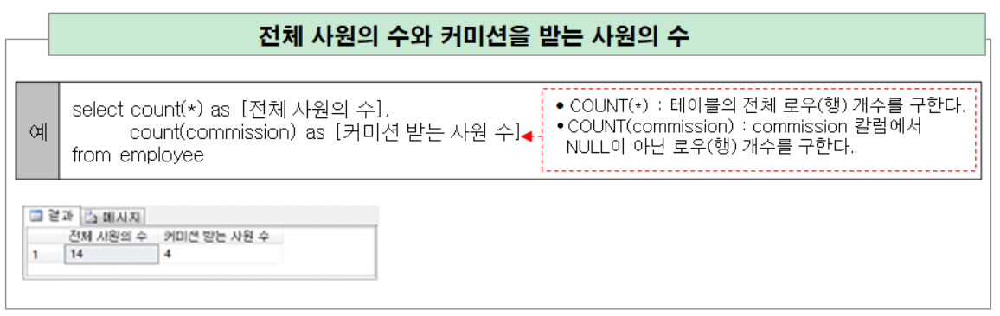 전체 사원의 수와 커미션을 받는 사원의 수
예
select count(*) as [전체 사원의 수],
count(commission) as [커미션 받는 사원 수]
from employee
• COUNT(*) : 테이블의 전체 로우(행) 개수를 구한다.
• COUNT(commission) : commission 칼럼에서
NULL이 아닌 로우(행) 개수를 구한다.
결과 메시지
전체 사원의 수 커미션 받는 사원 수
1 14 4